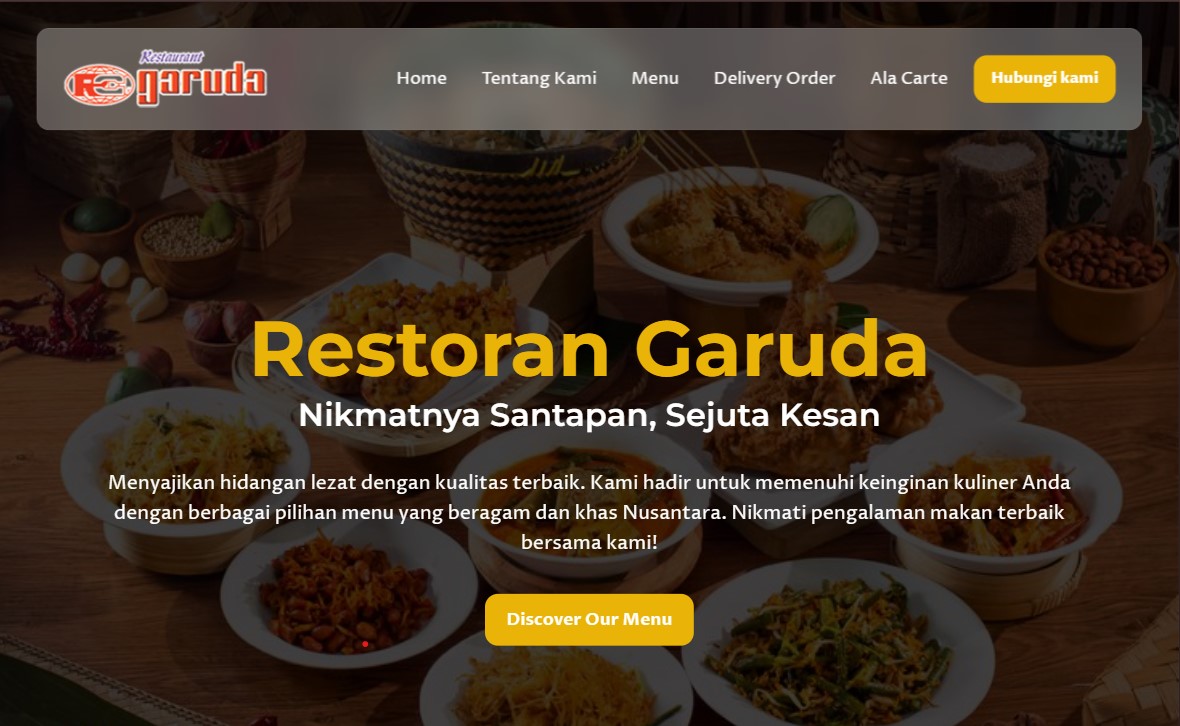 Restaurant
RG garuda
Home Tentang Kami Menu Delivery Order Ala Carte Hubungi kami
Restoran Garuda
Nikmatnya Santapan, Sejuta Kesan
Menyajikan hidangan lezat dengan kualitas terbaik. Kami hadir untuk memenuhi keinginan kuliner Anda
dengan berbagai pilihan menu yang beragam dan khas Nusantara. Nikmati pengalaman makan terbaik
bersama kami!
Discover Our Menu